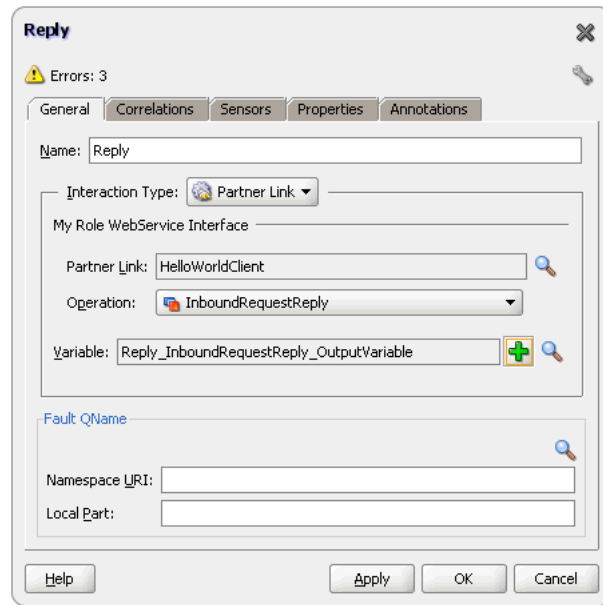 Reply
Errors: 3
General Correlations Sensors Properties Annotations
Name: Reply
Interaction Type: Partner Link
My Role WebService Interface
Partner Link: HelloWorldClient
Operation: InboundRequestReply
Variable: Reply_InboundRequestReply_OutputVariable
Fault QName
Namespace URI:
Local Part:
Help Apply OK Cancel